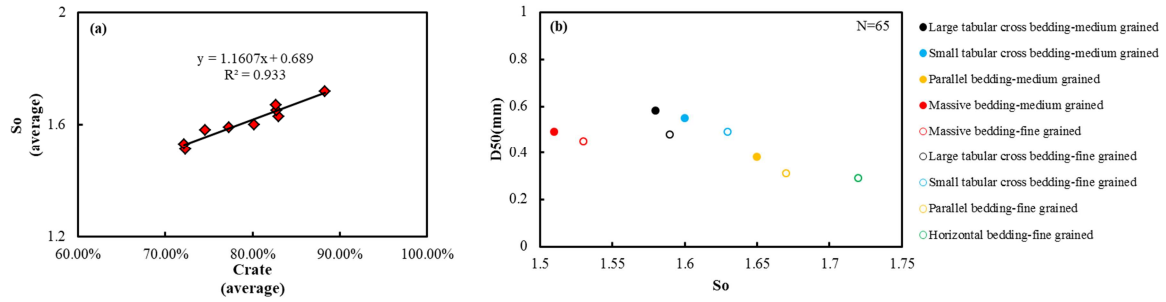 (a)
y = 1.1607x + 0.689
R² = 0.933
2
1.6
1.2
So
(average)
60.00%
70.00%
80.00%
90.00%
100.00%
Crate
(average)
(b)
N=65
1
0.8
0.6
0.4
0.2
0
D50(mm)
1.5
1.55
1.6
1.65
1.7
1.75
So
Large tabular cross bedding-medium grained
Small tabular cross bedding-medium grained
Parallel bedding-medium grained
Massive bedding-medium grained
Massive bedding-fine grained
Large tabular cross bedding-fine grained
Small tabular cross bedding-fine grained
Parallel bedding-fine grained
Horizontal bedding-fine grained